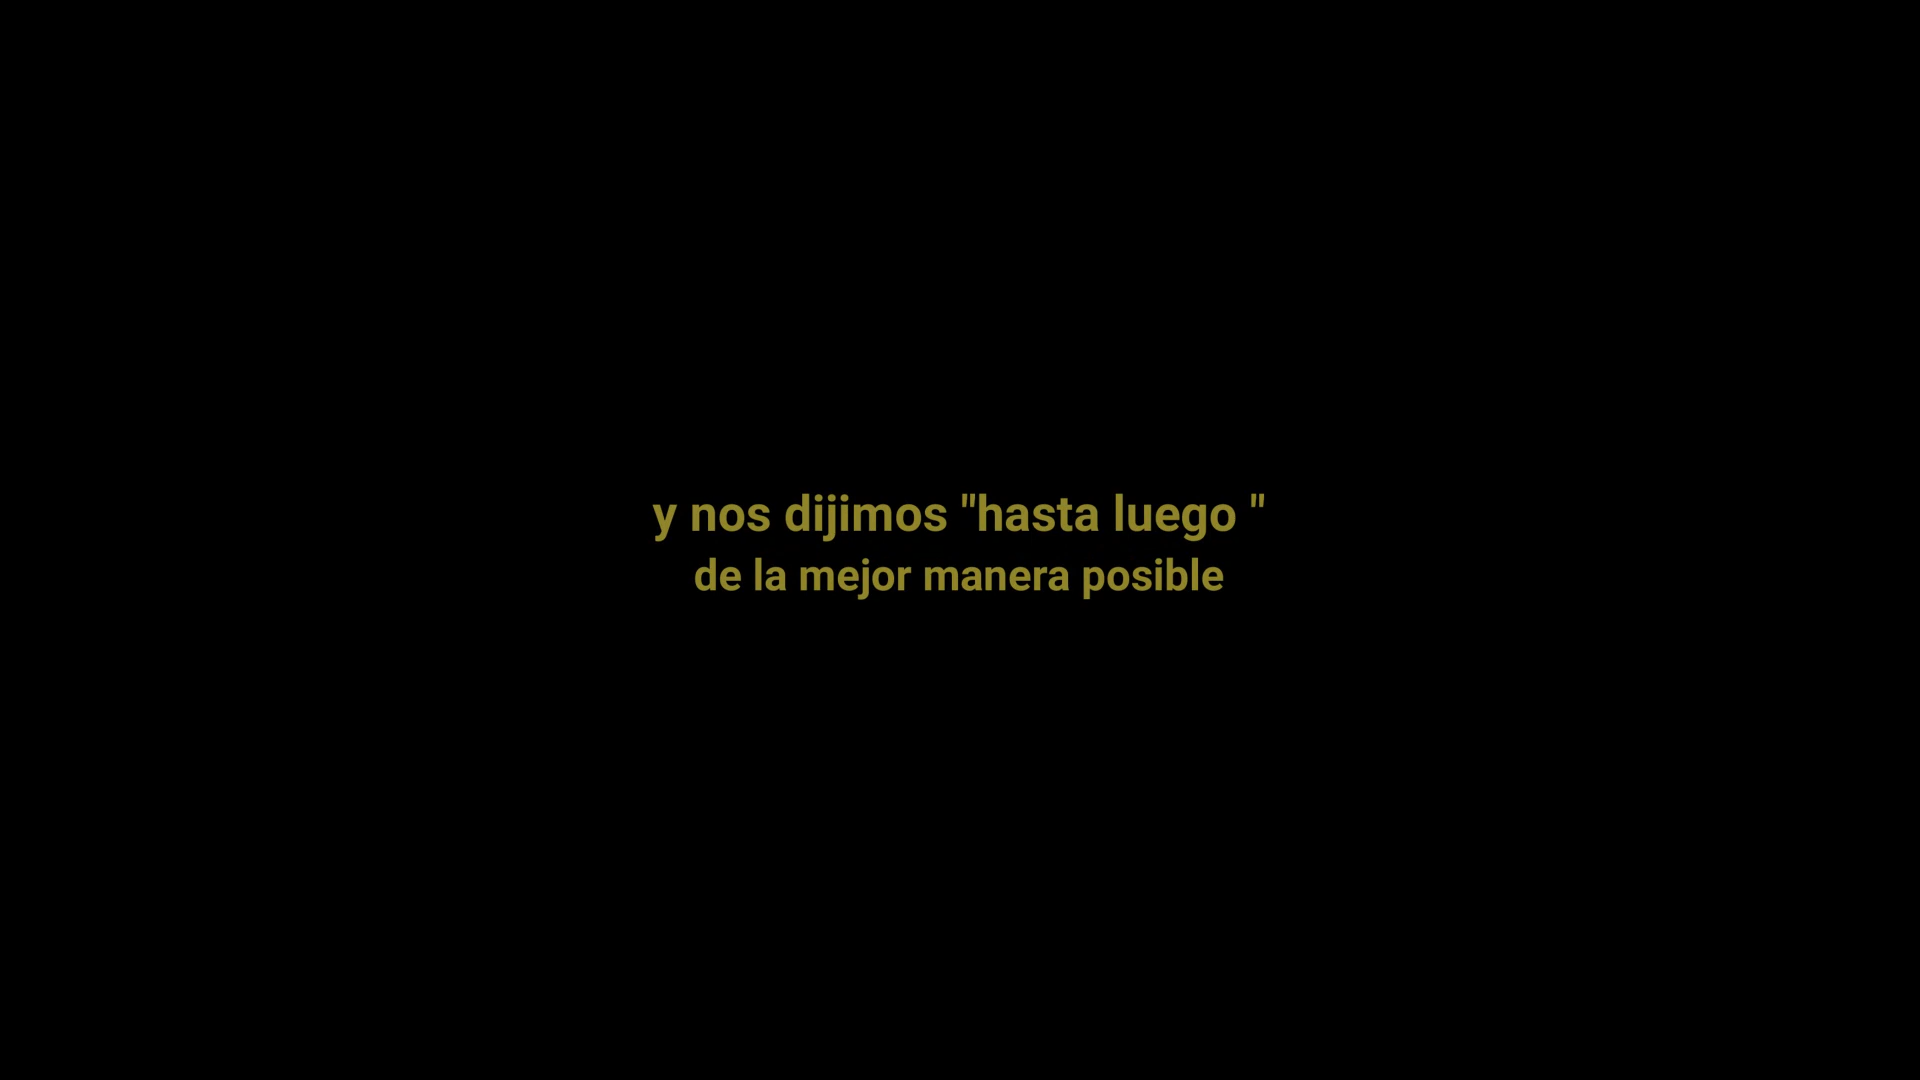 y nos dijimos "hasta luego "
de la mejor manera posible